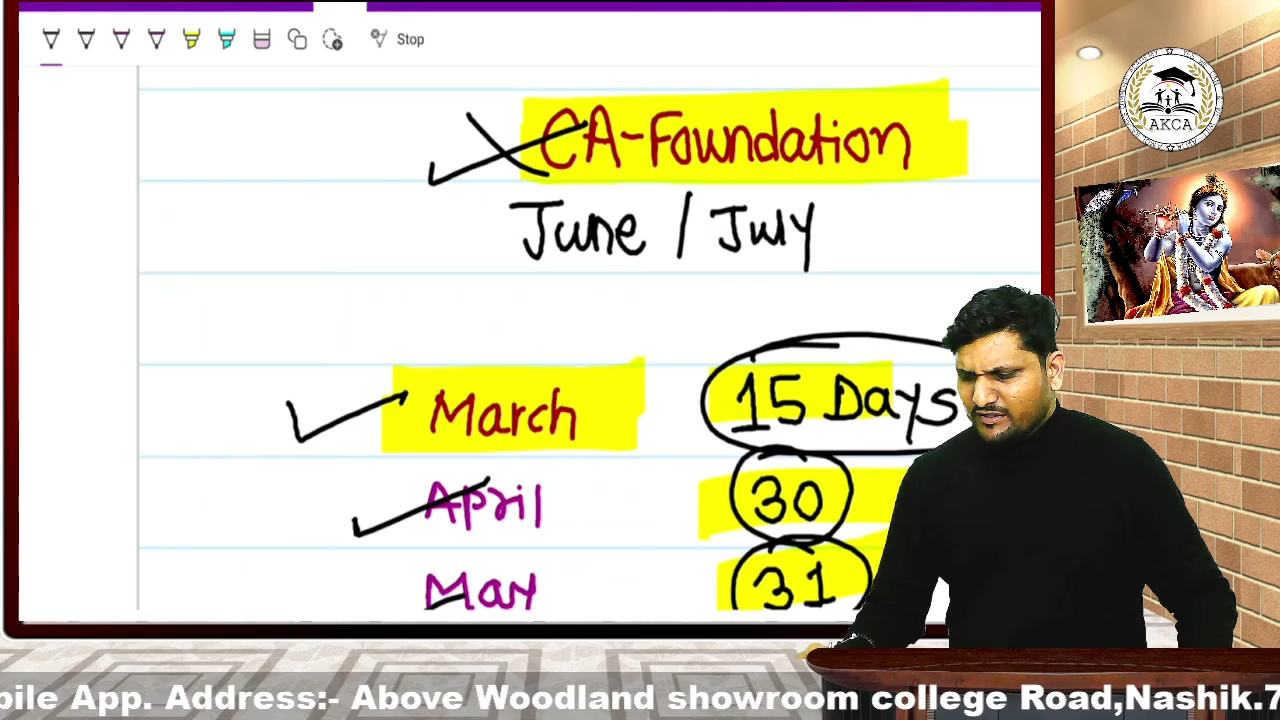 Stop
CA-Foundation
June / July
March 15 Days
April 30
May 31
AKCA
bile App. Address:- Above Woodland showroom college Road,Nashik.7